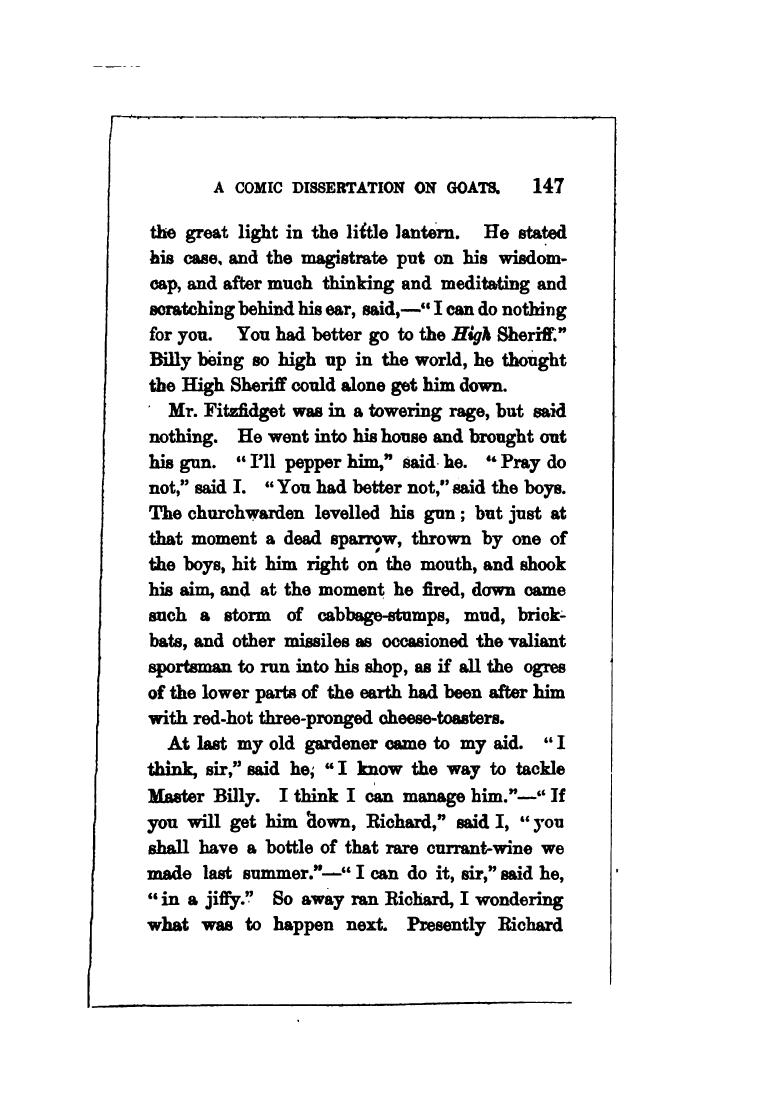 A COMIC DISSERTATION ON GOATS. 147
the great light in the little lantern. He stated
his case, and the magistrate put on his wisdom-
cap, and after much thinking and meditating and
scratching behind his ear, said,—“I can do nothing
for you. You had better go to the High Sheriff.”
Billy being so high up in the world, he thought
the High Sheriff could alone get him down.
Mr. Fitzfidget was in a towering rage, but said
nothing. He went into his house and brought out
his gun. “I’ll pepper him,” said he. “Pray do
not,” said I. “You had better not,” said the boys.
The churchwarden levelled his gun; but just at
that moment a dead sparrow, thrown by one of
the boys, hit him right on the mouth, and shook
his aim, and at the moment he fired, down came
such a storm of cabbage-stumps, mud, brick-
bats, and other missiles as occasioned the valiant
sportsman to run into his shop, as if all the ogres
of the lower parts of the earth had been after him
with red-hot three-pronged cheese-toasters.
At last my old gardener came to my aid. “I
think, sir,” said he; “I know the way to tackle
Master Billy. I think I can manage him.”—“If
you will get him down, Richard,” said I, “you
shall have a bottle of that rare currant-wine we
made last summer.”—“I can do it, sir,” said he,
“in a jiffy.” So away ran Richard, I wondering
what was to happen next. Presently Richard